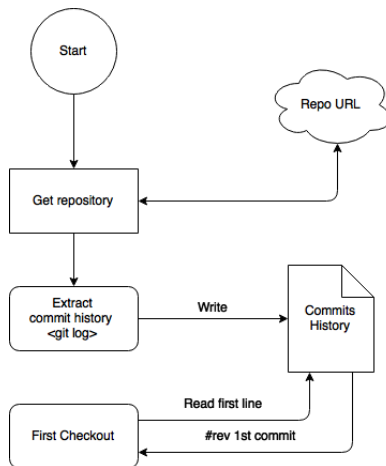 Start
Repo URL
Get repository
Extract
commit history
<git log>
Write
Commits
History
Read first line
First Checkout
#rev 1st commit